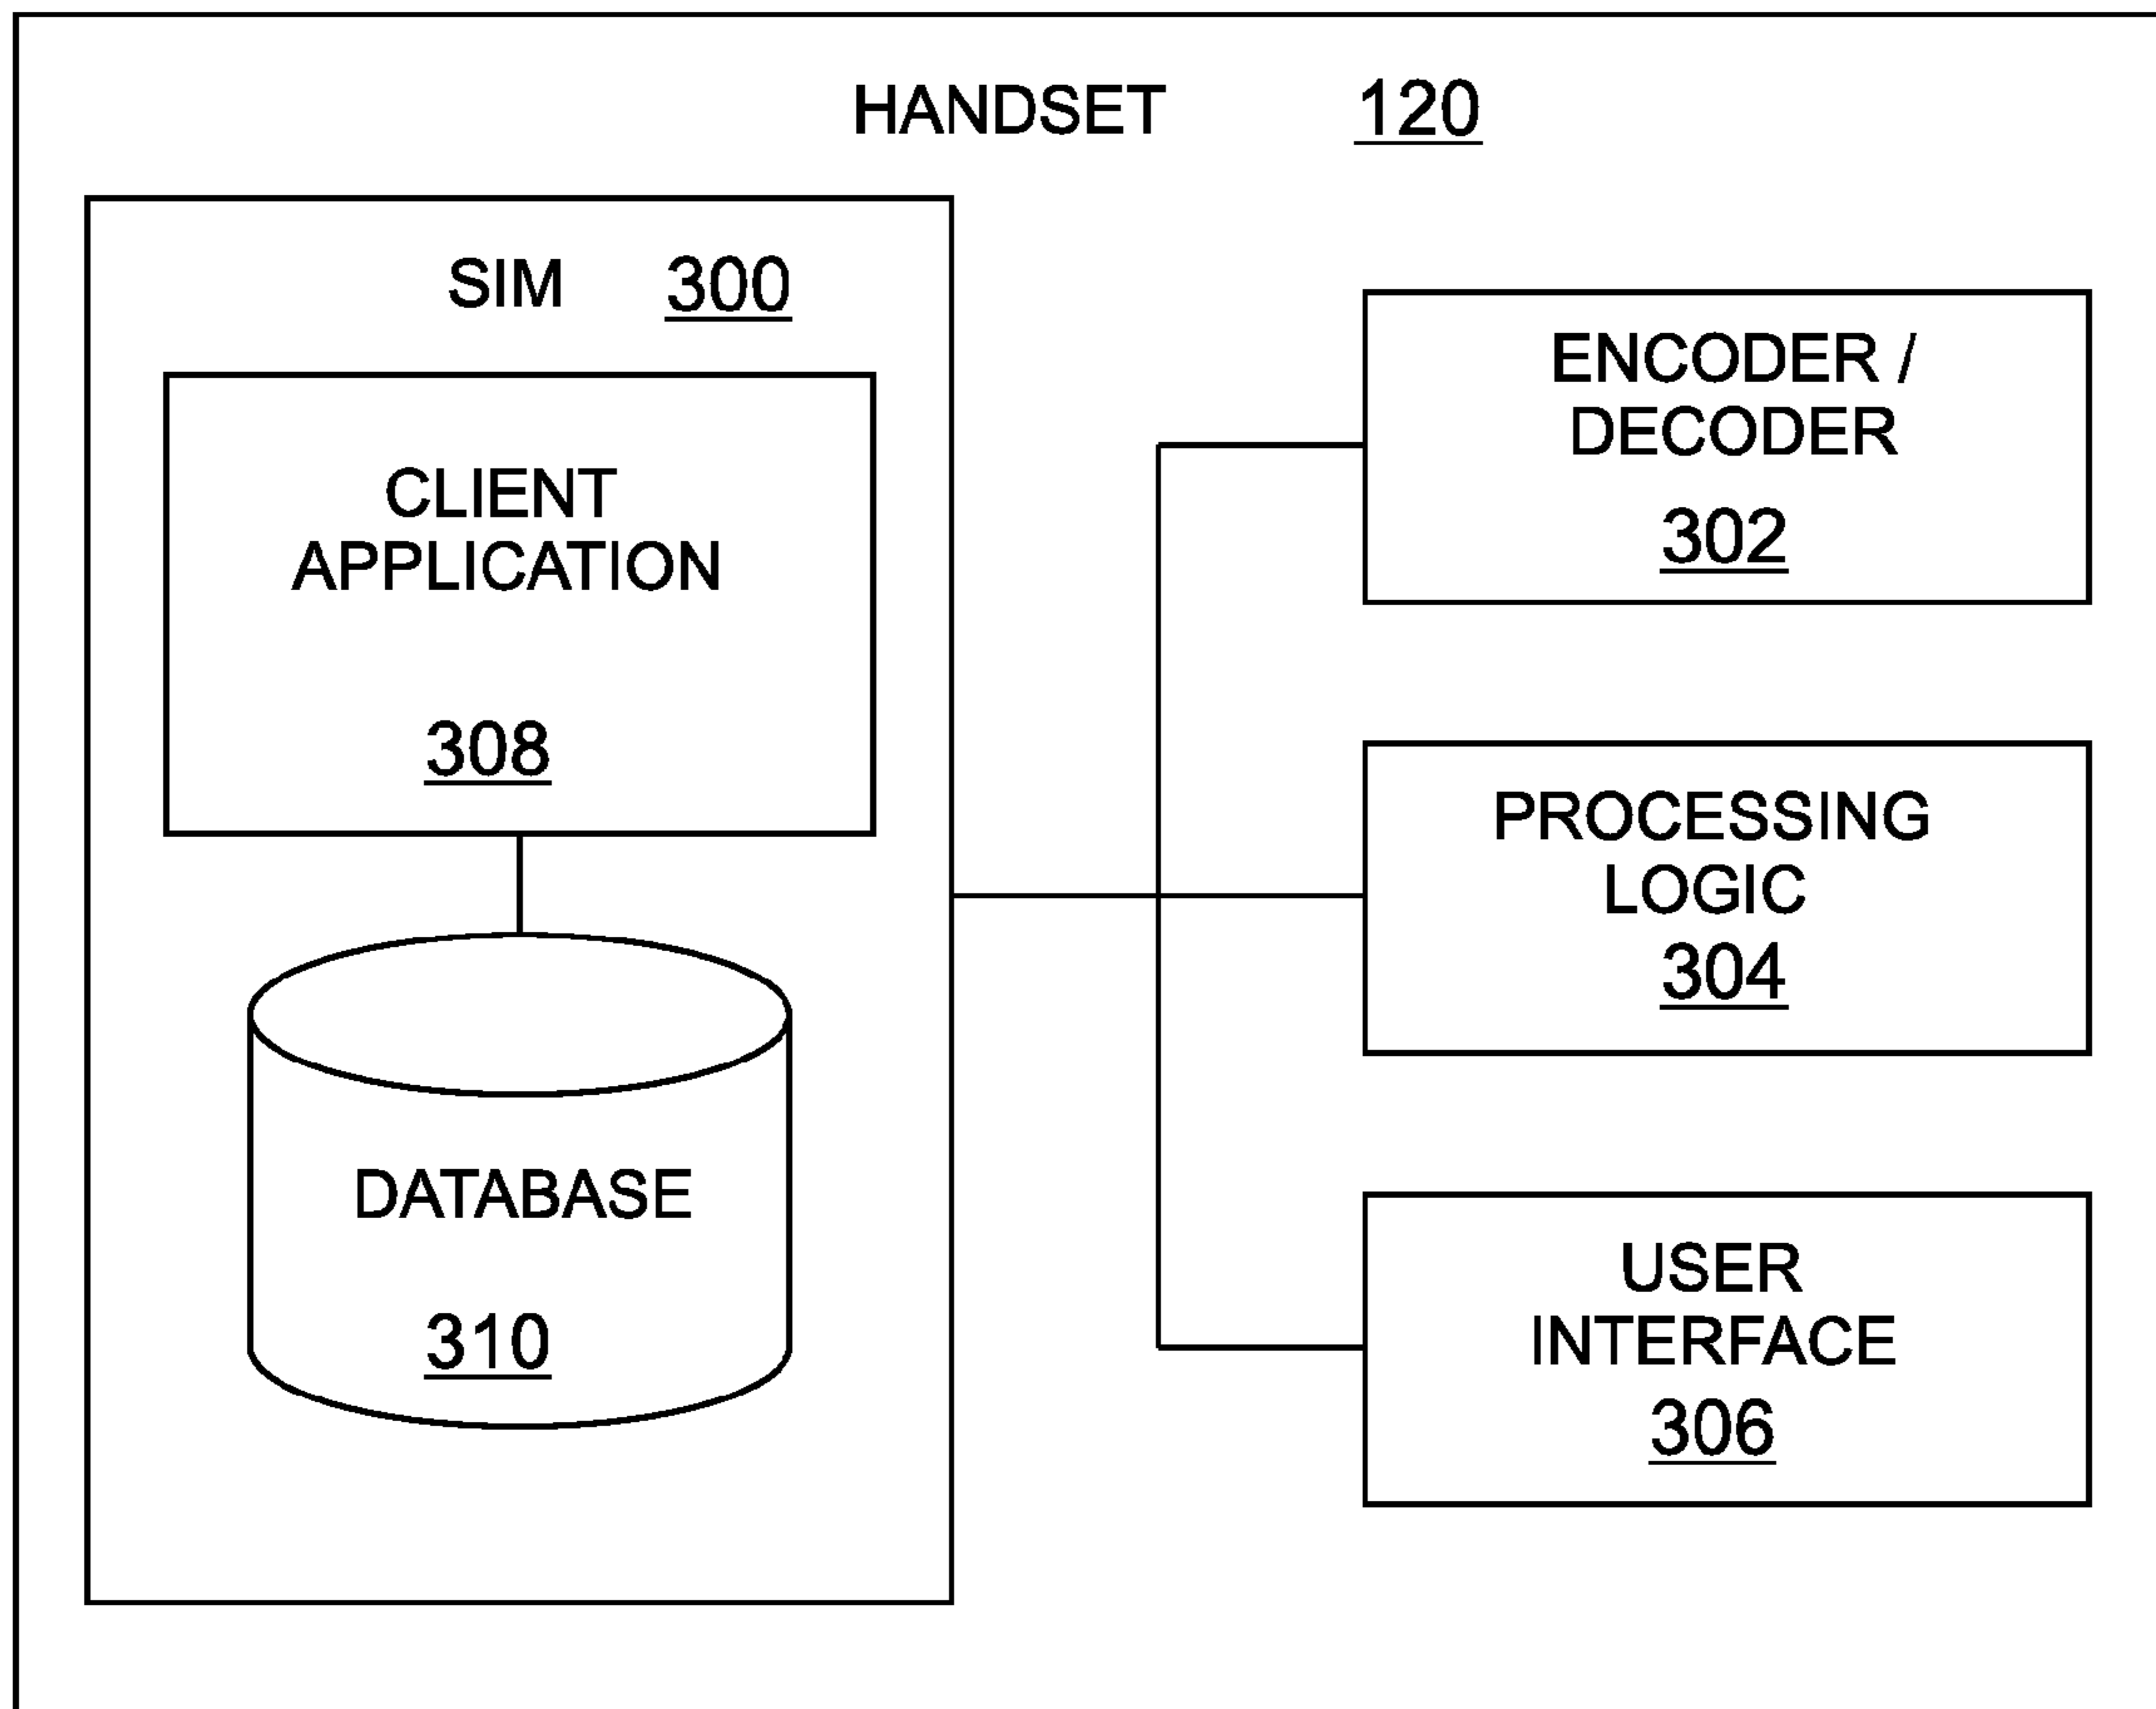 HANDSET 120
SIM 300
CLIENT
APPLICATION
308
DATABASE
310
ENCODER /
DECODER
302
PROCESSING
LOGIC
304
USER
INTERFACE
306